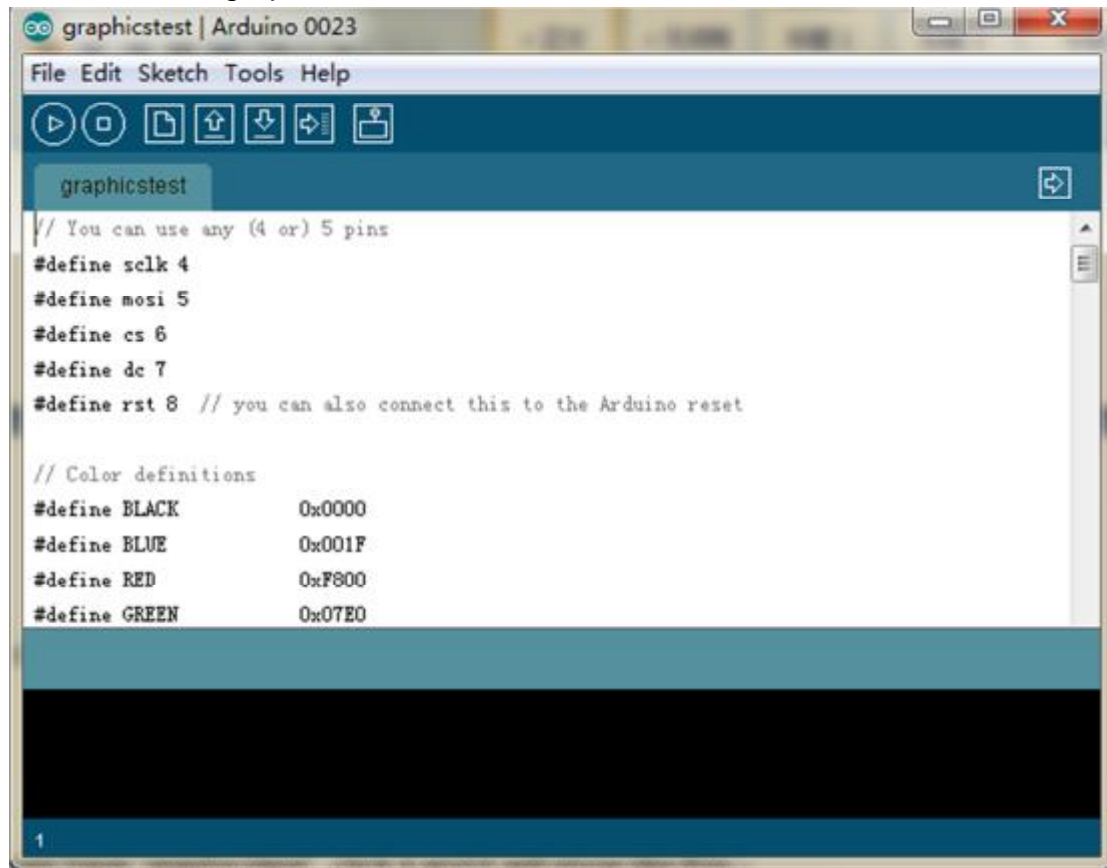 graphicstest | Arduino 0023
File Edit Sketch Tools Help
graphicstest
// You can use any (4 or) 5 pins
#define sclk 4
#define mosi 5
#define cs 6
#define dc 7
#define rst 8 // you can also connect this to the Arduino reset
// Color definitions
#define BLACK 0x0000
#define BLUE 0x001F
#define RED 0xF800
#define GREEN 0x07E0
1